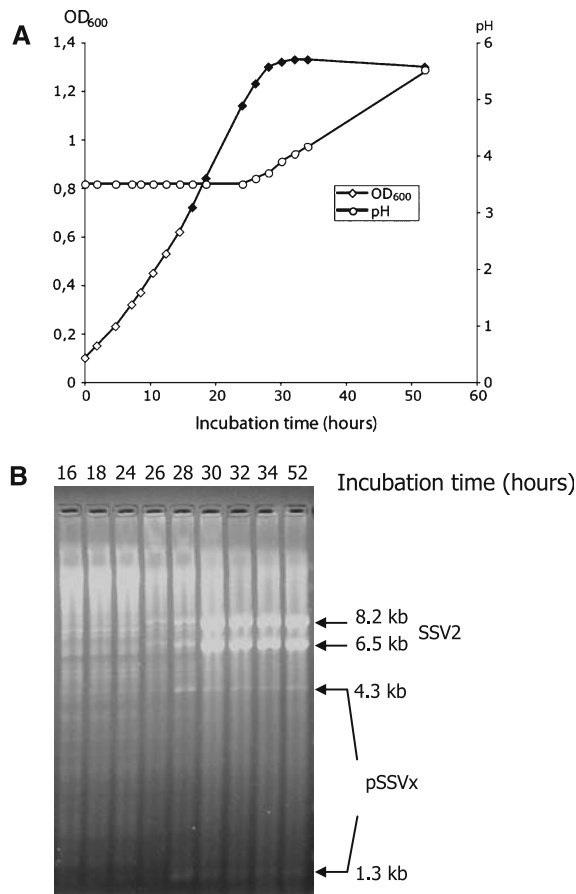 A
OD600
pH
1,4
1,2
1
0,8
0,6
0,4
0,2
0
6
5
4
3
2
1
0
OD600
pH
0 10 20 30 40 50 60
Incubation time (hours)
B
16 18 24 26 28 30 32 34 52 Incubation time (hours)
8.2 kb
SSV2
6.5 kb
4.3 kb
pSSVx
1.3 kb